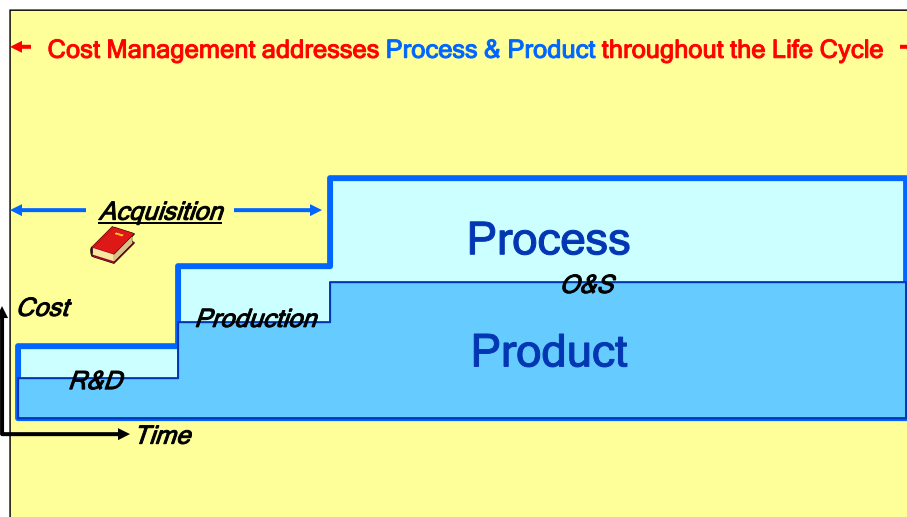 Cost Management addresses Process & Product throughout the Life Cycle
Acquisition
Process
O&S
Cost
Production
Product
R&D
Time